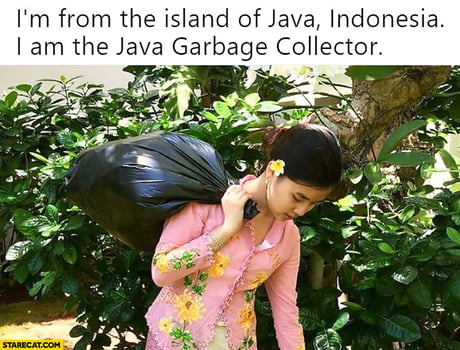 I'm from the island of Java, Indonesia.
I am the Java Garbage Collector.
STARECAT.COM